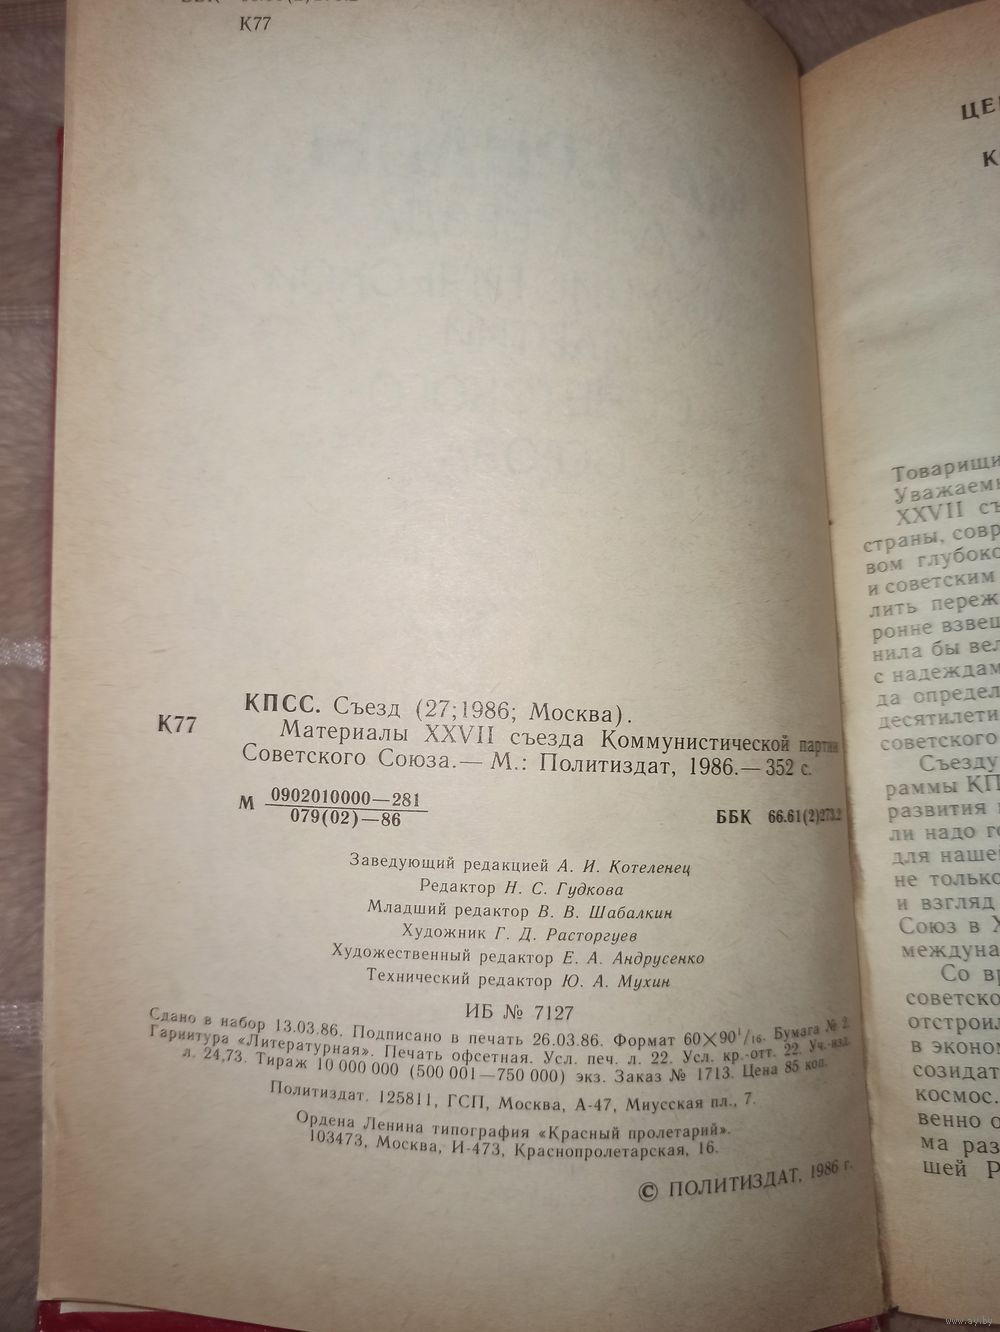 К77
К77
КПСС. Съезд (27;1986; Москва).
Материалы XXVII съезда Коммунистической партии
Советского Союза.— М.: Политиздат, 1986.— 352 с.
М 0902010000—281
079(02)—86
ББК 66.61(2)273.2
Заведующий редакцией А. И. Котеленец
Редактор Н. С. Гудкова
Младший редактор В. В. Шабалкин
Художник Г. Д. Расторгуев
Художественный редактор Е. А. Андрусенко
Технический редактор Ю. А. Мухин
ИБ № 7127
Сдано в набор 13.03.86. Подписано в печать 26.03.86. Формат 60×90¹/₁₆. Бумага № 2.
Гарнитура «Литературная». Печать офсетная. Усл. печ. л. 22. Усл. кр.-отт. 22. Уч.-изд.
л. 24,73. Тираж 10 000 000 (500 001—750 000) экз. Заказ № 1713. Цена 85 коп.
Политиздат. 125811, ГСП, Москва, А-47, Миусская пл., 7.
Ордена Ленина типография «Красный пролетарий».
103473, Москва, И-473, Краснопролетарская, 16.
© ПОЛИТИЗДАТ, 1986 г.
ЦЕ
К
Товарищи
Уважаем
XXVII съ
страны, совр
вом глубоко
и советским
лить переж
ронне взвеш
нила бы вел
с надеждам
да определ
десятилети
советского
Съезду
раммы КП
развития
ли надо го
для наше
не только
и взгляд
Союз в X
междуна
Со вр
советско
отстроил
в эконом
созидат
космос.
венно о
ма раз
шей Р
www.ay.by